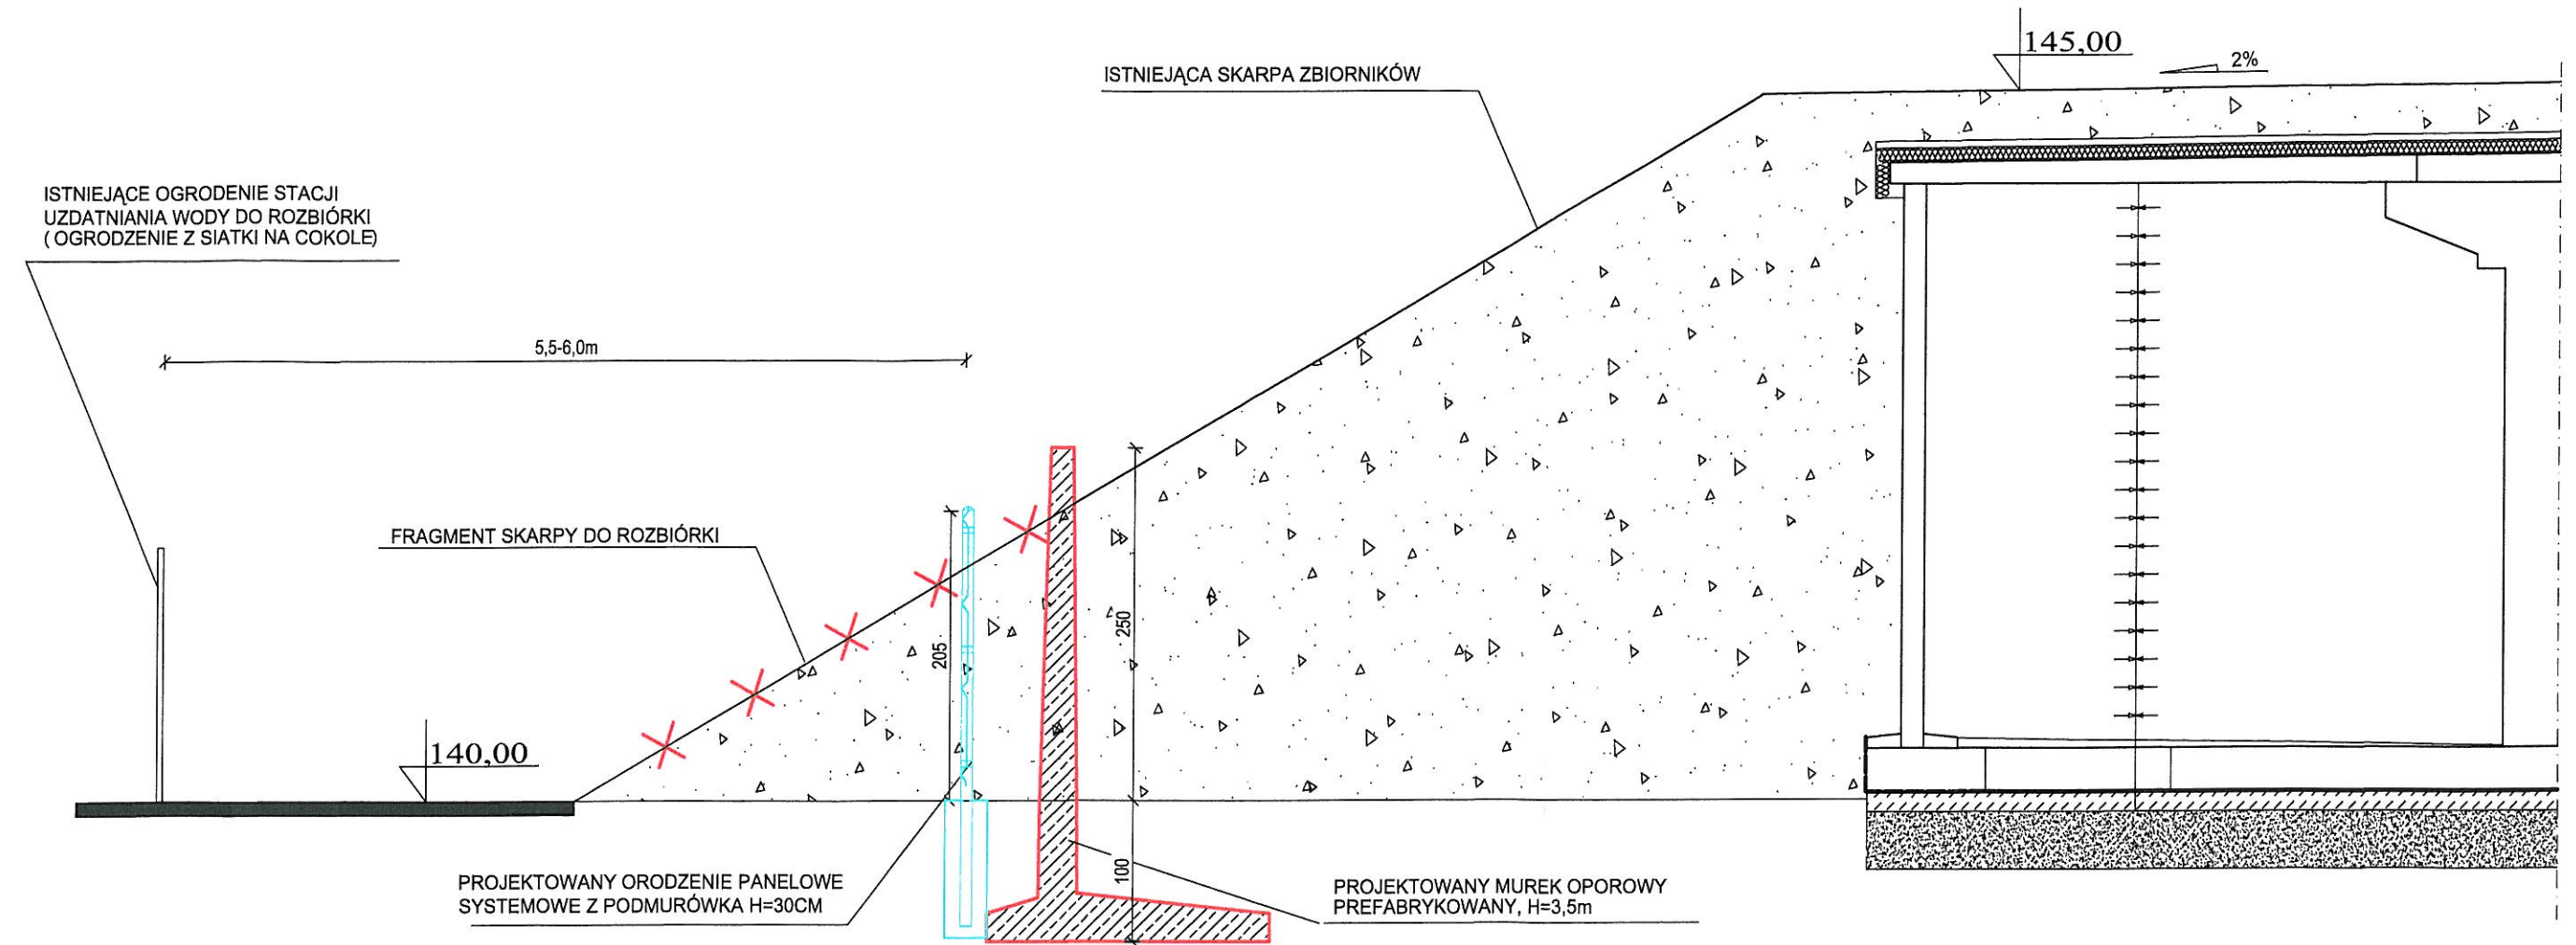 145,00
2%
ISTNIEJĄCA SKARPA ZBIORNIKÓW
ISTNIEJĄCE OGRODENIE STACJI
UZDATNIANIA WODY DO ROZBIÓRKI
( OGRODZENIE Z SIATKI NA COKOLE)
5,5-6,0m
FRAGMENT SKARPY DO ROZBIÓRKI
205
250
140,00
100
PROJEKTOWANY ORODZENIE PANELOWE
SYSTEMOWE Z PODMURÓWKA H=30CM
PROJEKTOWANY MUREK OPOROWY
PREFABRYKOWANY, H=3,5m